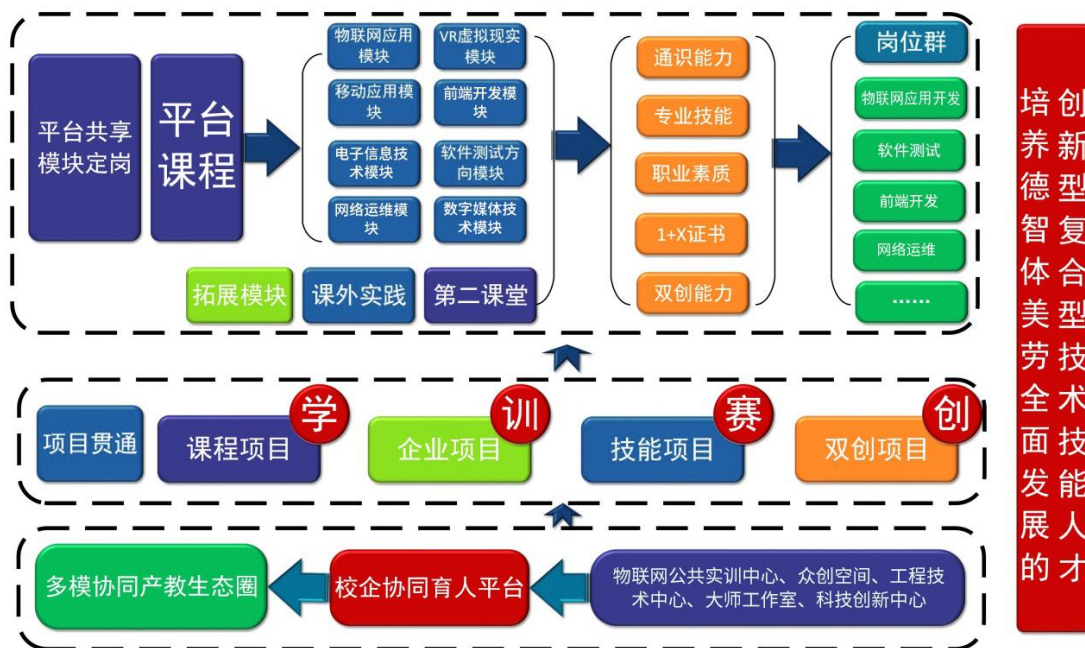 平台共享
模块定岗
平台
课程
物联网应用
模块
VR虚拟现实
模块
移动应用模
块
前端开发模
块
电子信息技
术模块
软件测试方
向模块
网络运维模
块
数字媒体技
术模块
拓展模块
课外实践
第二课堂
通识能力
专业技能
职业素质
1+X证书
双创能力
岗位群
物联网应用开发
软件测试
前端开发
网络运维
……
项目贯通
课程项目
学
企业项目
训
技能项目
赛
双创项目
创
多模协同产教生态圈
校企协同育人平台
物联网公共实训中心、众创空间、工程技
术中心、大师工作室、科技创新中心
培养德智体美劳全面发展的
创新型复合型技术技能人才